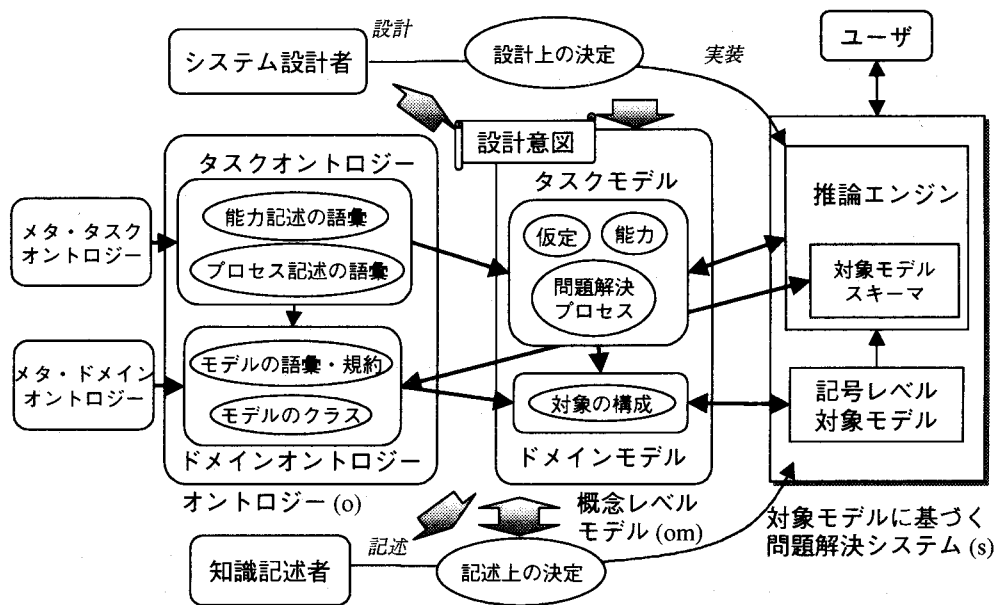 設計
システム設計者
設計上の決定
実装
ユーザ
設計意図
タスクオントロジー
能力記述の語彙
プロセス記述の語彙
メタ・タスク
オントロジー
メタ・ドメイン
オントロジー
モデルの語彙・規約
モデルのクラス
ドメインオントロジー
オントロジー (o)
タスクモデル
仮定
能力
問題解決
プロセス
対象の構成
ドメインモデル
概念レベル
モデル (om)
推論エンジン
対象モデル
スキーマ
記号レベル
対象モデル
対象モデルに基づく
問題解決システム (s)
記述
知識記述者
記述上の決定